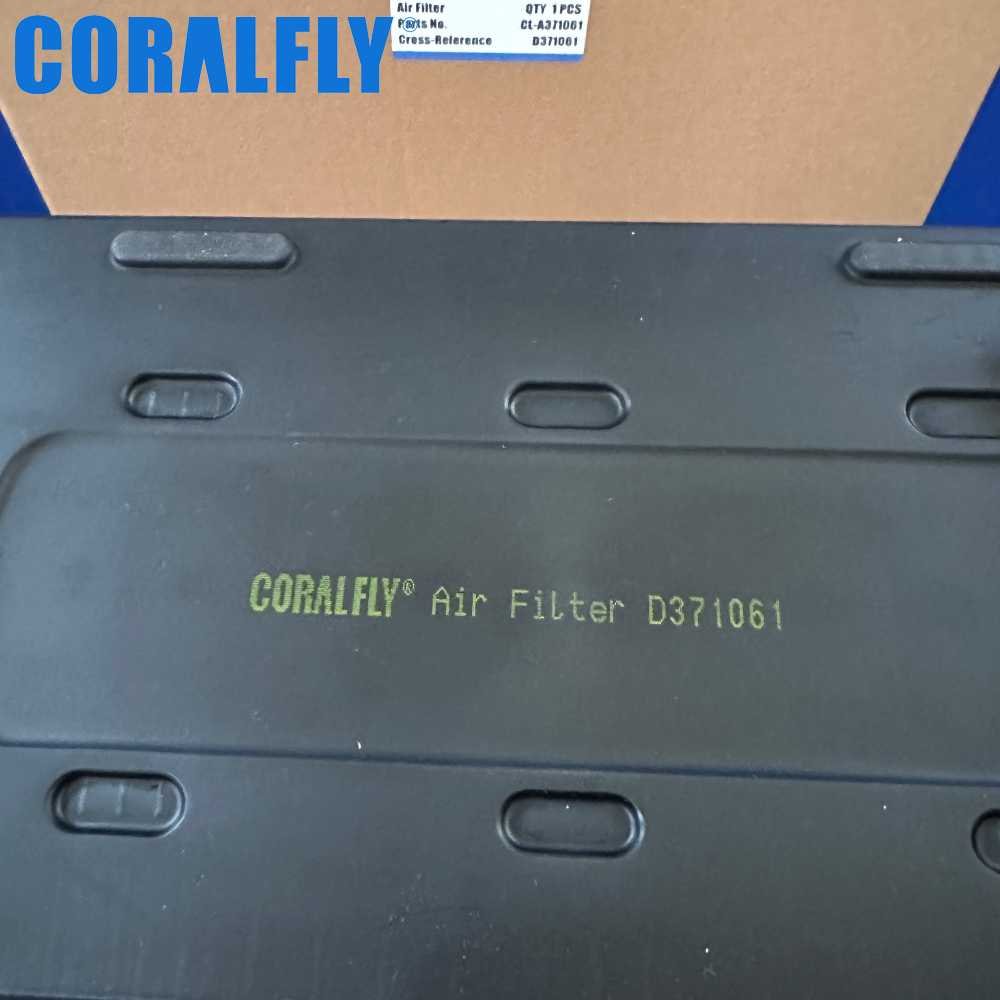 CORALFLY®
Air Filter QTY 1 PCS
Parts No. CL-A371061
Cross-Reference D371061
CORALFLY® Air Filter D371061